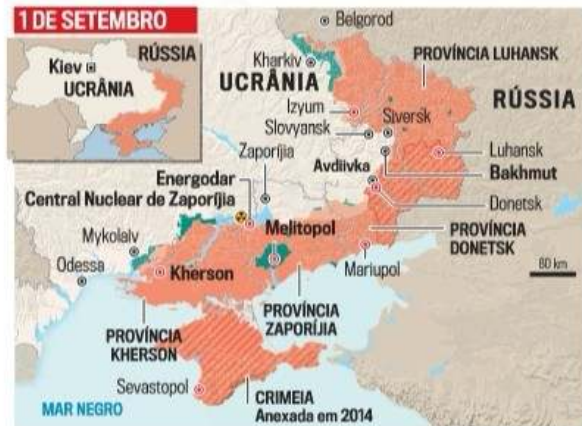 1 DE SETEMBRO
RÚSSIA
Kiev
UCRÂNIA
Belgorod
Kharkiv
PROVÍNCIA LUHANSK
UCRÂNIA
RÚSSIA
Izyum
Siversk
Slovyansk
Zaporíjia
Avdiivka
Luhansk
Bakhmut
Energodar
Central Nuclear de Zaporíjia
Donetsk
Melitopol
PROVÍNCIA
DONETSK
Mykolaiv
Odessa
Kherson
Mariupol
60 km
PROVÍNCIA
ZAPORÍJIA
PROVÍNCIA
KHERSON
Sevastopol
CRIMEIA
Anexada em 2014
MAR NEGRO